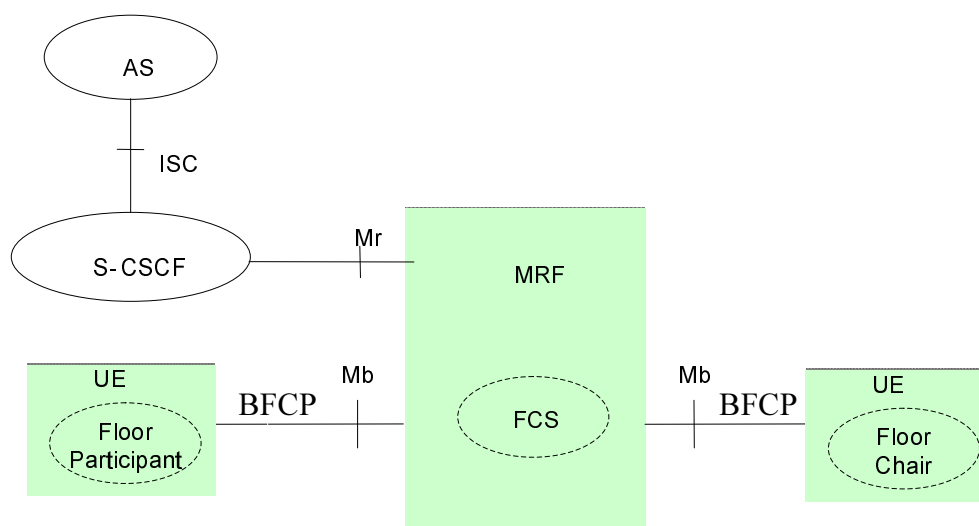 AS
ISC
S-CSCF
Mr
MRF
UE
BFCP
Mb
Floor
Participant
FCS
Mb
BFCP
UE
Floor
Chair